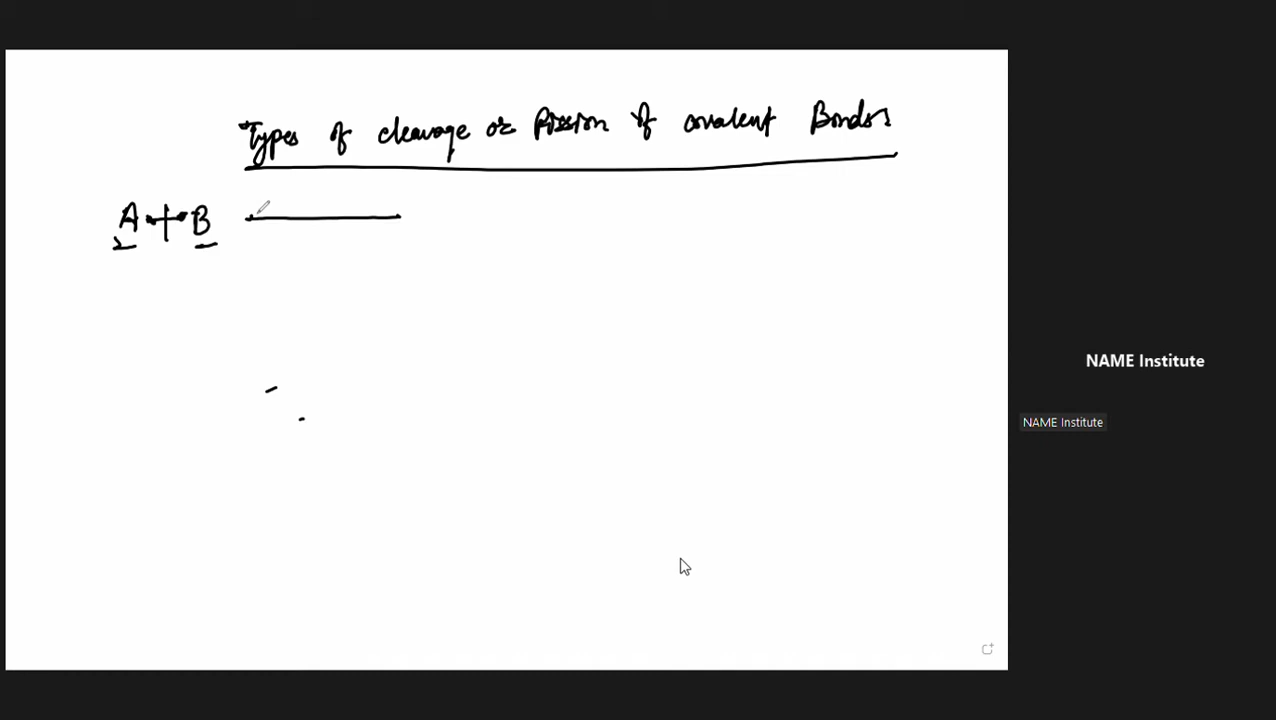 Types of cleavage or Fission of covalent Bonds
A B
NAME Institute
NAME Institute